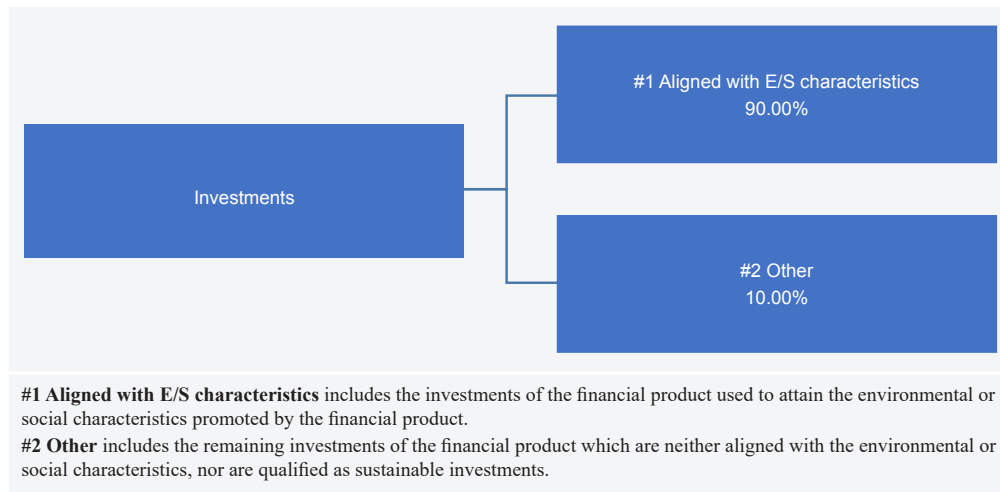 #1 Aligned with E/S characteristics
90.00%
Investments
#2 Other
10.00%
#1 Aligned with E/S characteristics includes the investments of the financial product used to attain the environmental or
social characteristics promoted by the financial product.
#2 Other includes the remaining investments of the financial product which are neither aligned with the environmental or
social characteristics, nor are qualified as sustainable investments.